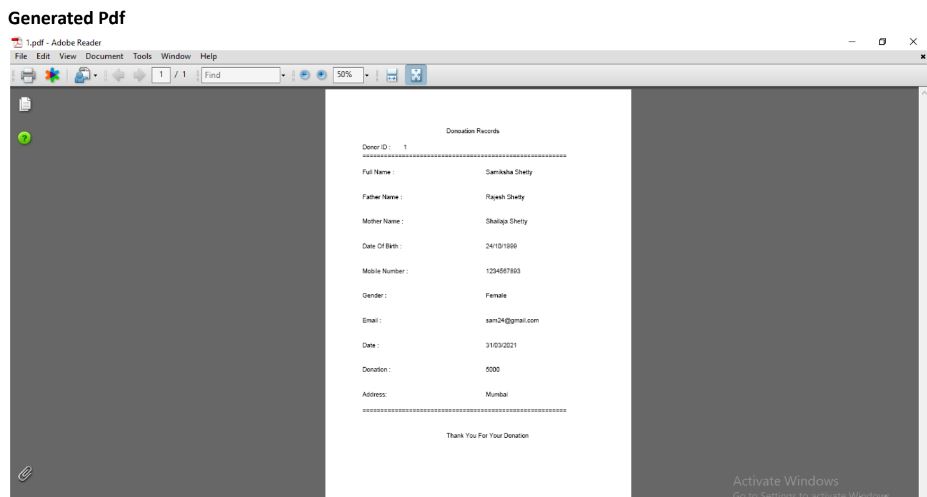 Generated Pdf
1.pdf - Adobe Reader
File Edit View Document Tools Window Help
1 / 1 Find 50%
Donoation Records
Donor ID : 1
=========================================================
Full Name : Samiksha Shetty
Father Name : Rajesh Shetty
Mother Name : Shailaja Shetty
Date Of Birth : 24/10/1999
Mobile Number : 1234567893
Gender : Female
Email : sam24@gmail.com
Date : 31/03/2021
Donation : 5000
Address: Mumbai
=========================================================
Thank You For Your Donation
Activate Windows
Go to Settings to activate Windows